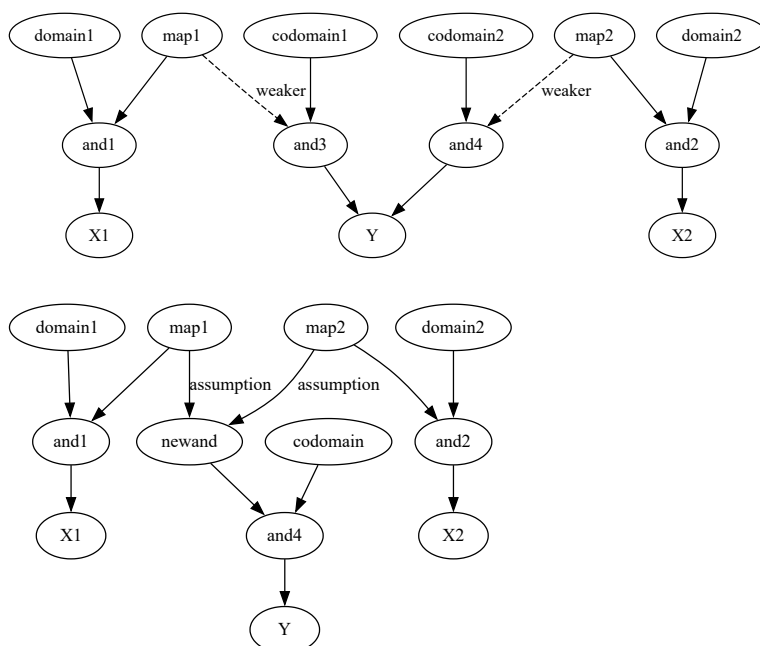 domain1 map1 codomain1 codomain2 map2 domain2
weaker weaker
and1 and3 and4 and2
X1 Y X2
domain1 map1 map2 domain2
assumption assumption
and1 newand codomain and2
X1 and4 X2
Y